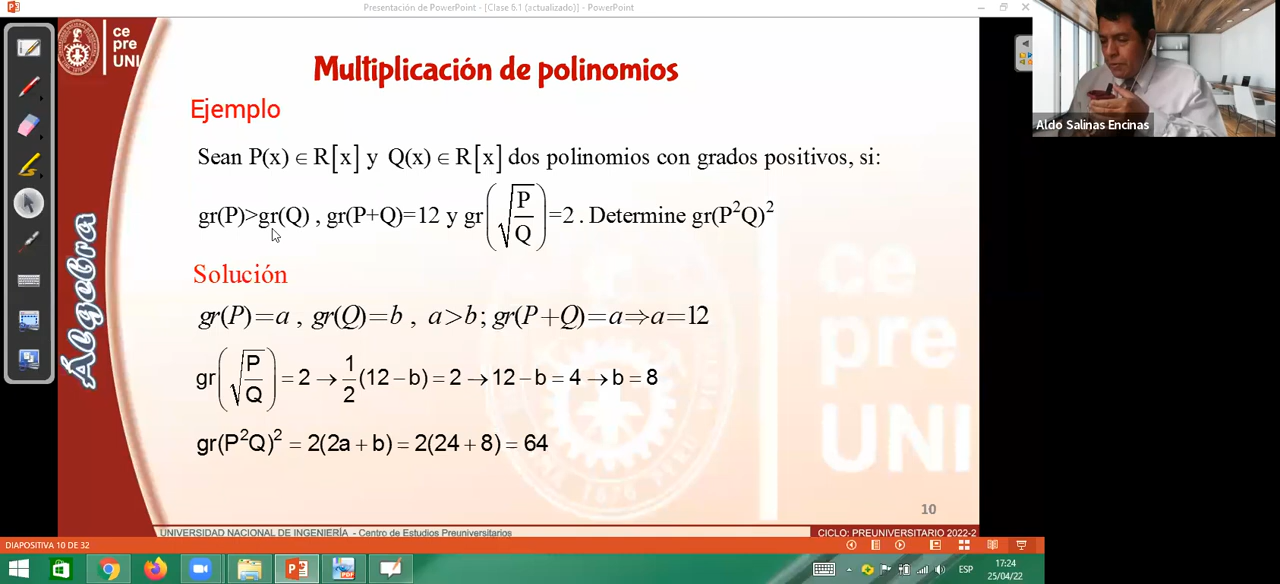 Presentación de PowerPoint - [Clase 6.1 (actualizado)] - PowerPoint
ce
pre
UNI
Multiplicación de polinomios
Ejemplo
Sean P(x) ∈ R[x] y Q(x) ∈ R[x] dos polinomios con grados positivos, si:
gr(P)>gr(Q) , gr(P+Q)=12 y gr(√(P/Q))=2 . Determine gr(P²Q)²
Solución
gr(P)=a , gr(Q)=b , a>b; gr(P+Q)=a⇒a=12
gr(√(P/Q)) = 2 → 1/2(12−b) = 2 → 12−b = 4 → b = 8
gr(P²Q)² = 2(2a+b) = 2(24+8) = 64
Álgebra
ce
pre
UNI
10
UNIVERSIDAD NACIONAL DE INGENIERÍA - Centro de Estudios Preuniversitarios
CICLO: PREUNIVERSITARIO 2022-2
Aldo Salinas Encinas
DIAPOSITIVA 10 DE 32
ESP
17:24
25/04/22